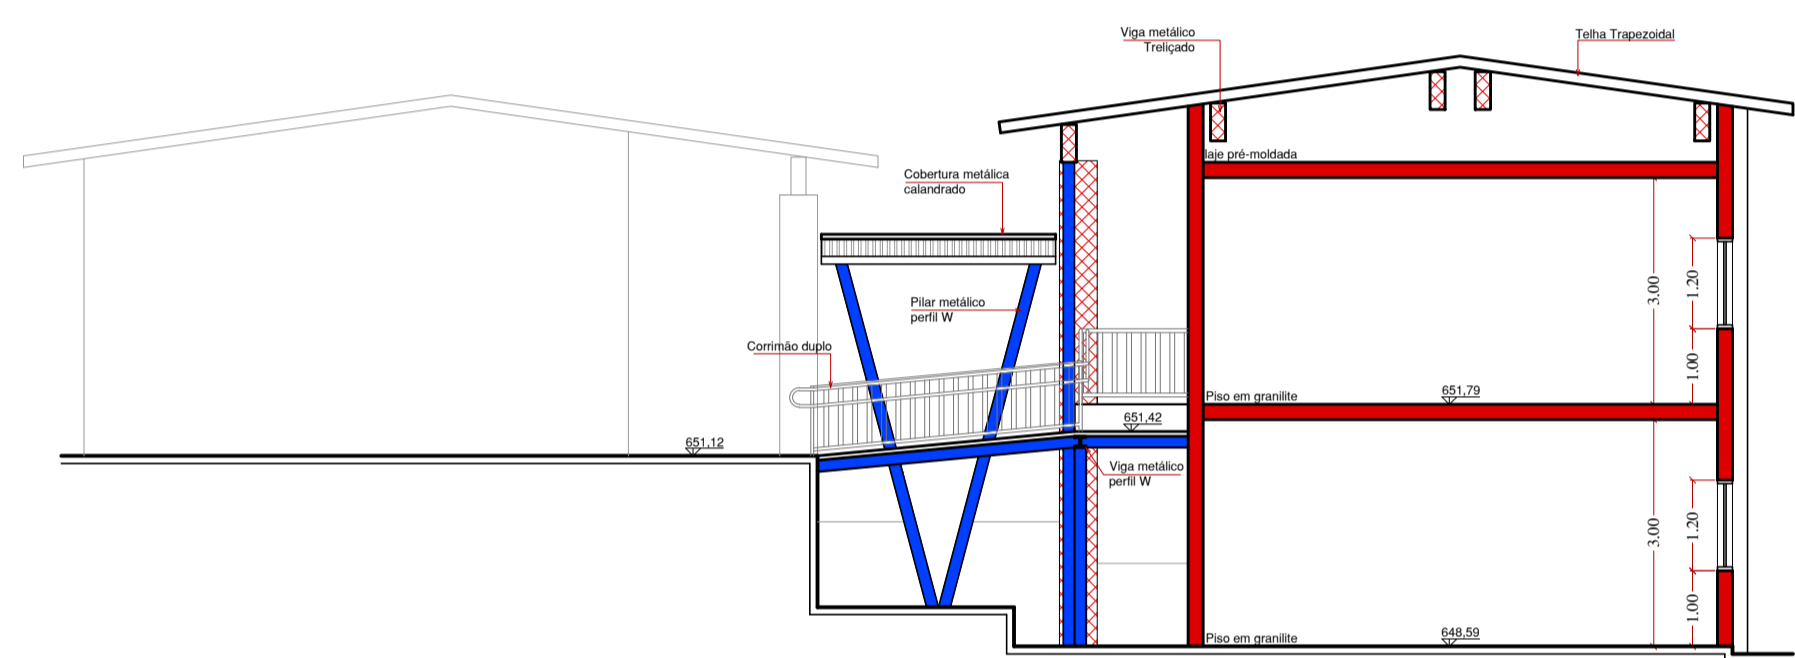 Viga metálico
Treliçado
Telha Trapezoidal
laje pré-moldada
Cobertura metálica
calandrado
Pilar metálico
perfil W
3.00
1.20
Corrimão duplo
1.00
Piso em granilite
651,79
651,42
651,12
Viga metálico
perfil W
3.00
1.20
1.00
Piso em granilite
648,59